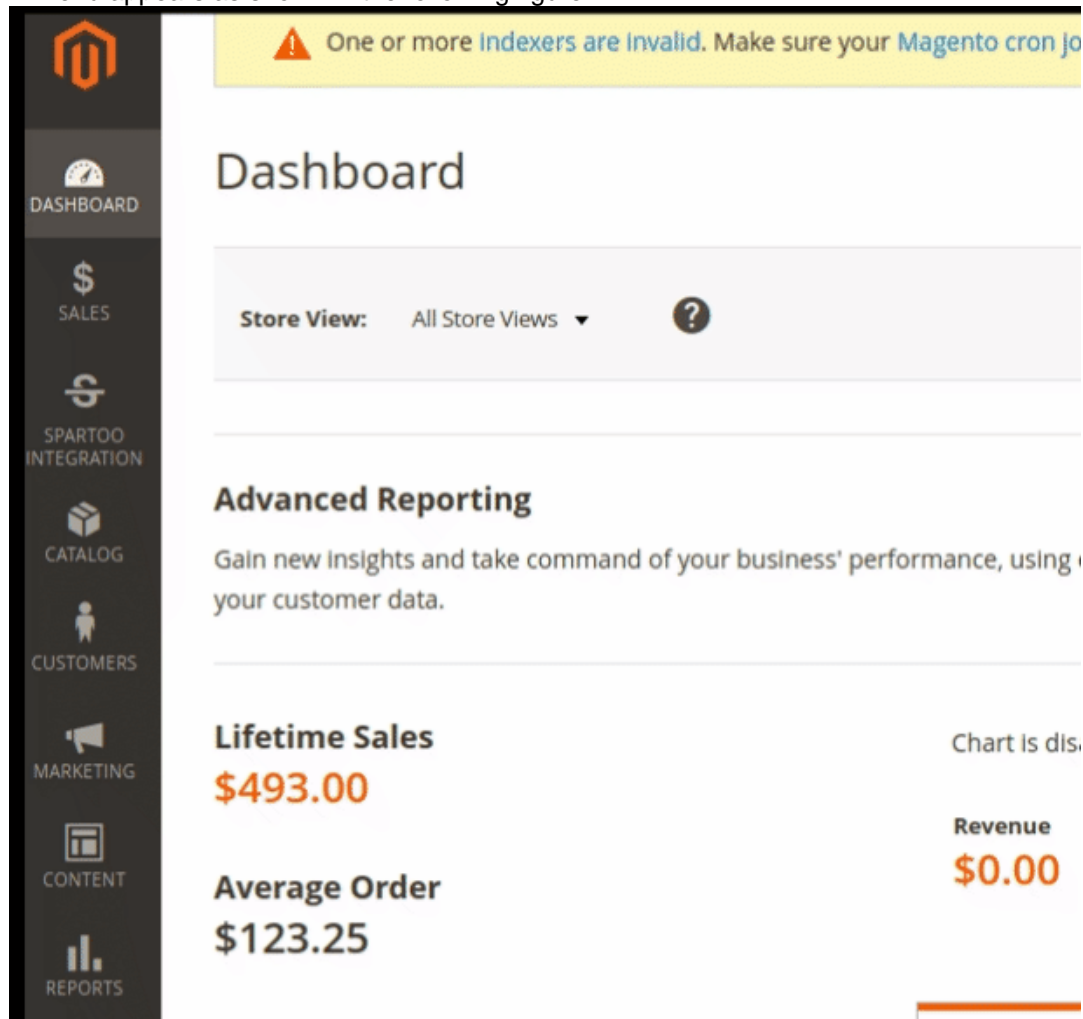 One or more indexers are invalid. Make sure your Magento cron jo
Dashboard
DASHBOARD
SALES
Store View: All Store Views ?
SPARTOO
INTEGRATION
Advanced Reporting
CATALOG
Gain new insights and take command of your business' performance, using
your customer data.
CUSTOMERS
Lifetime Sales
$493.00
MARKETING
Chart is dis
Revenue
$0.00
CONTENT
Average Order
$123.25
REPORTS